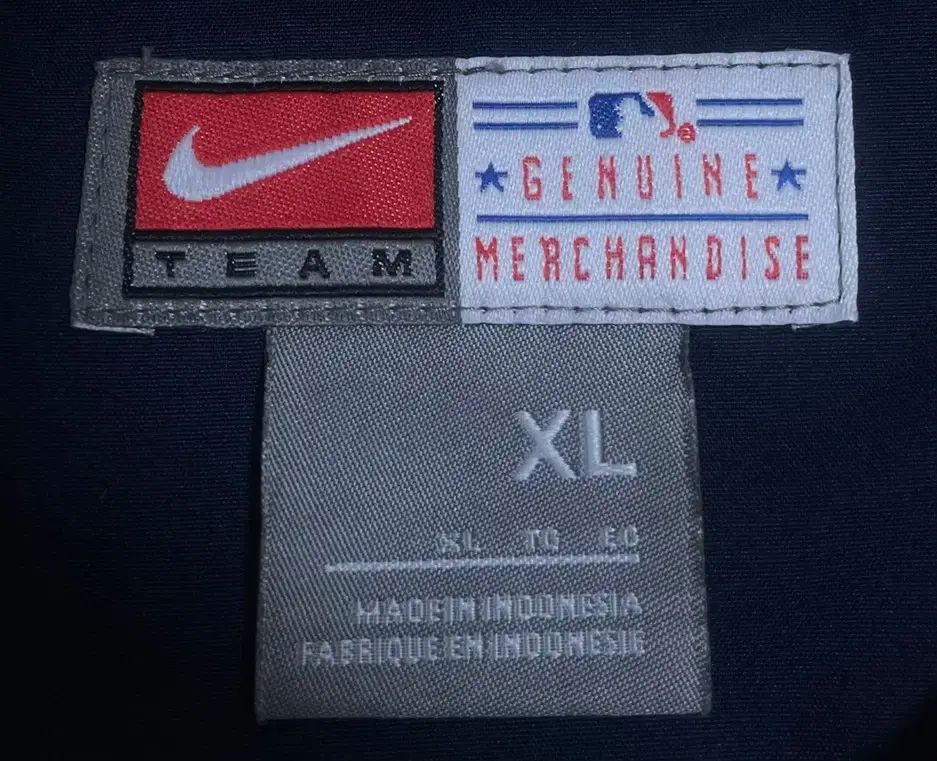 TEAM
GENUINE
MERCHANDISE
XL
XL TG EG
MADE IN INDONESIA
FABRIQUE EN INDONESIE